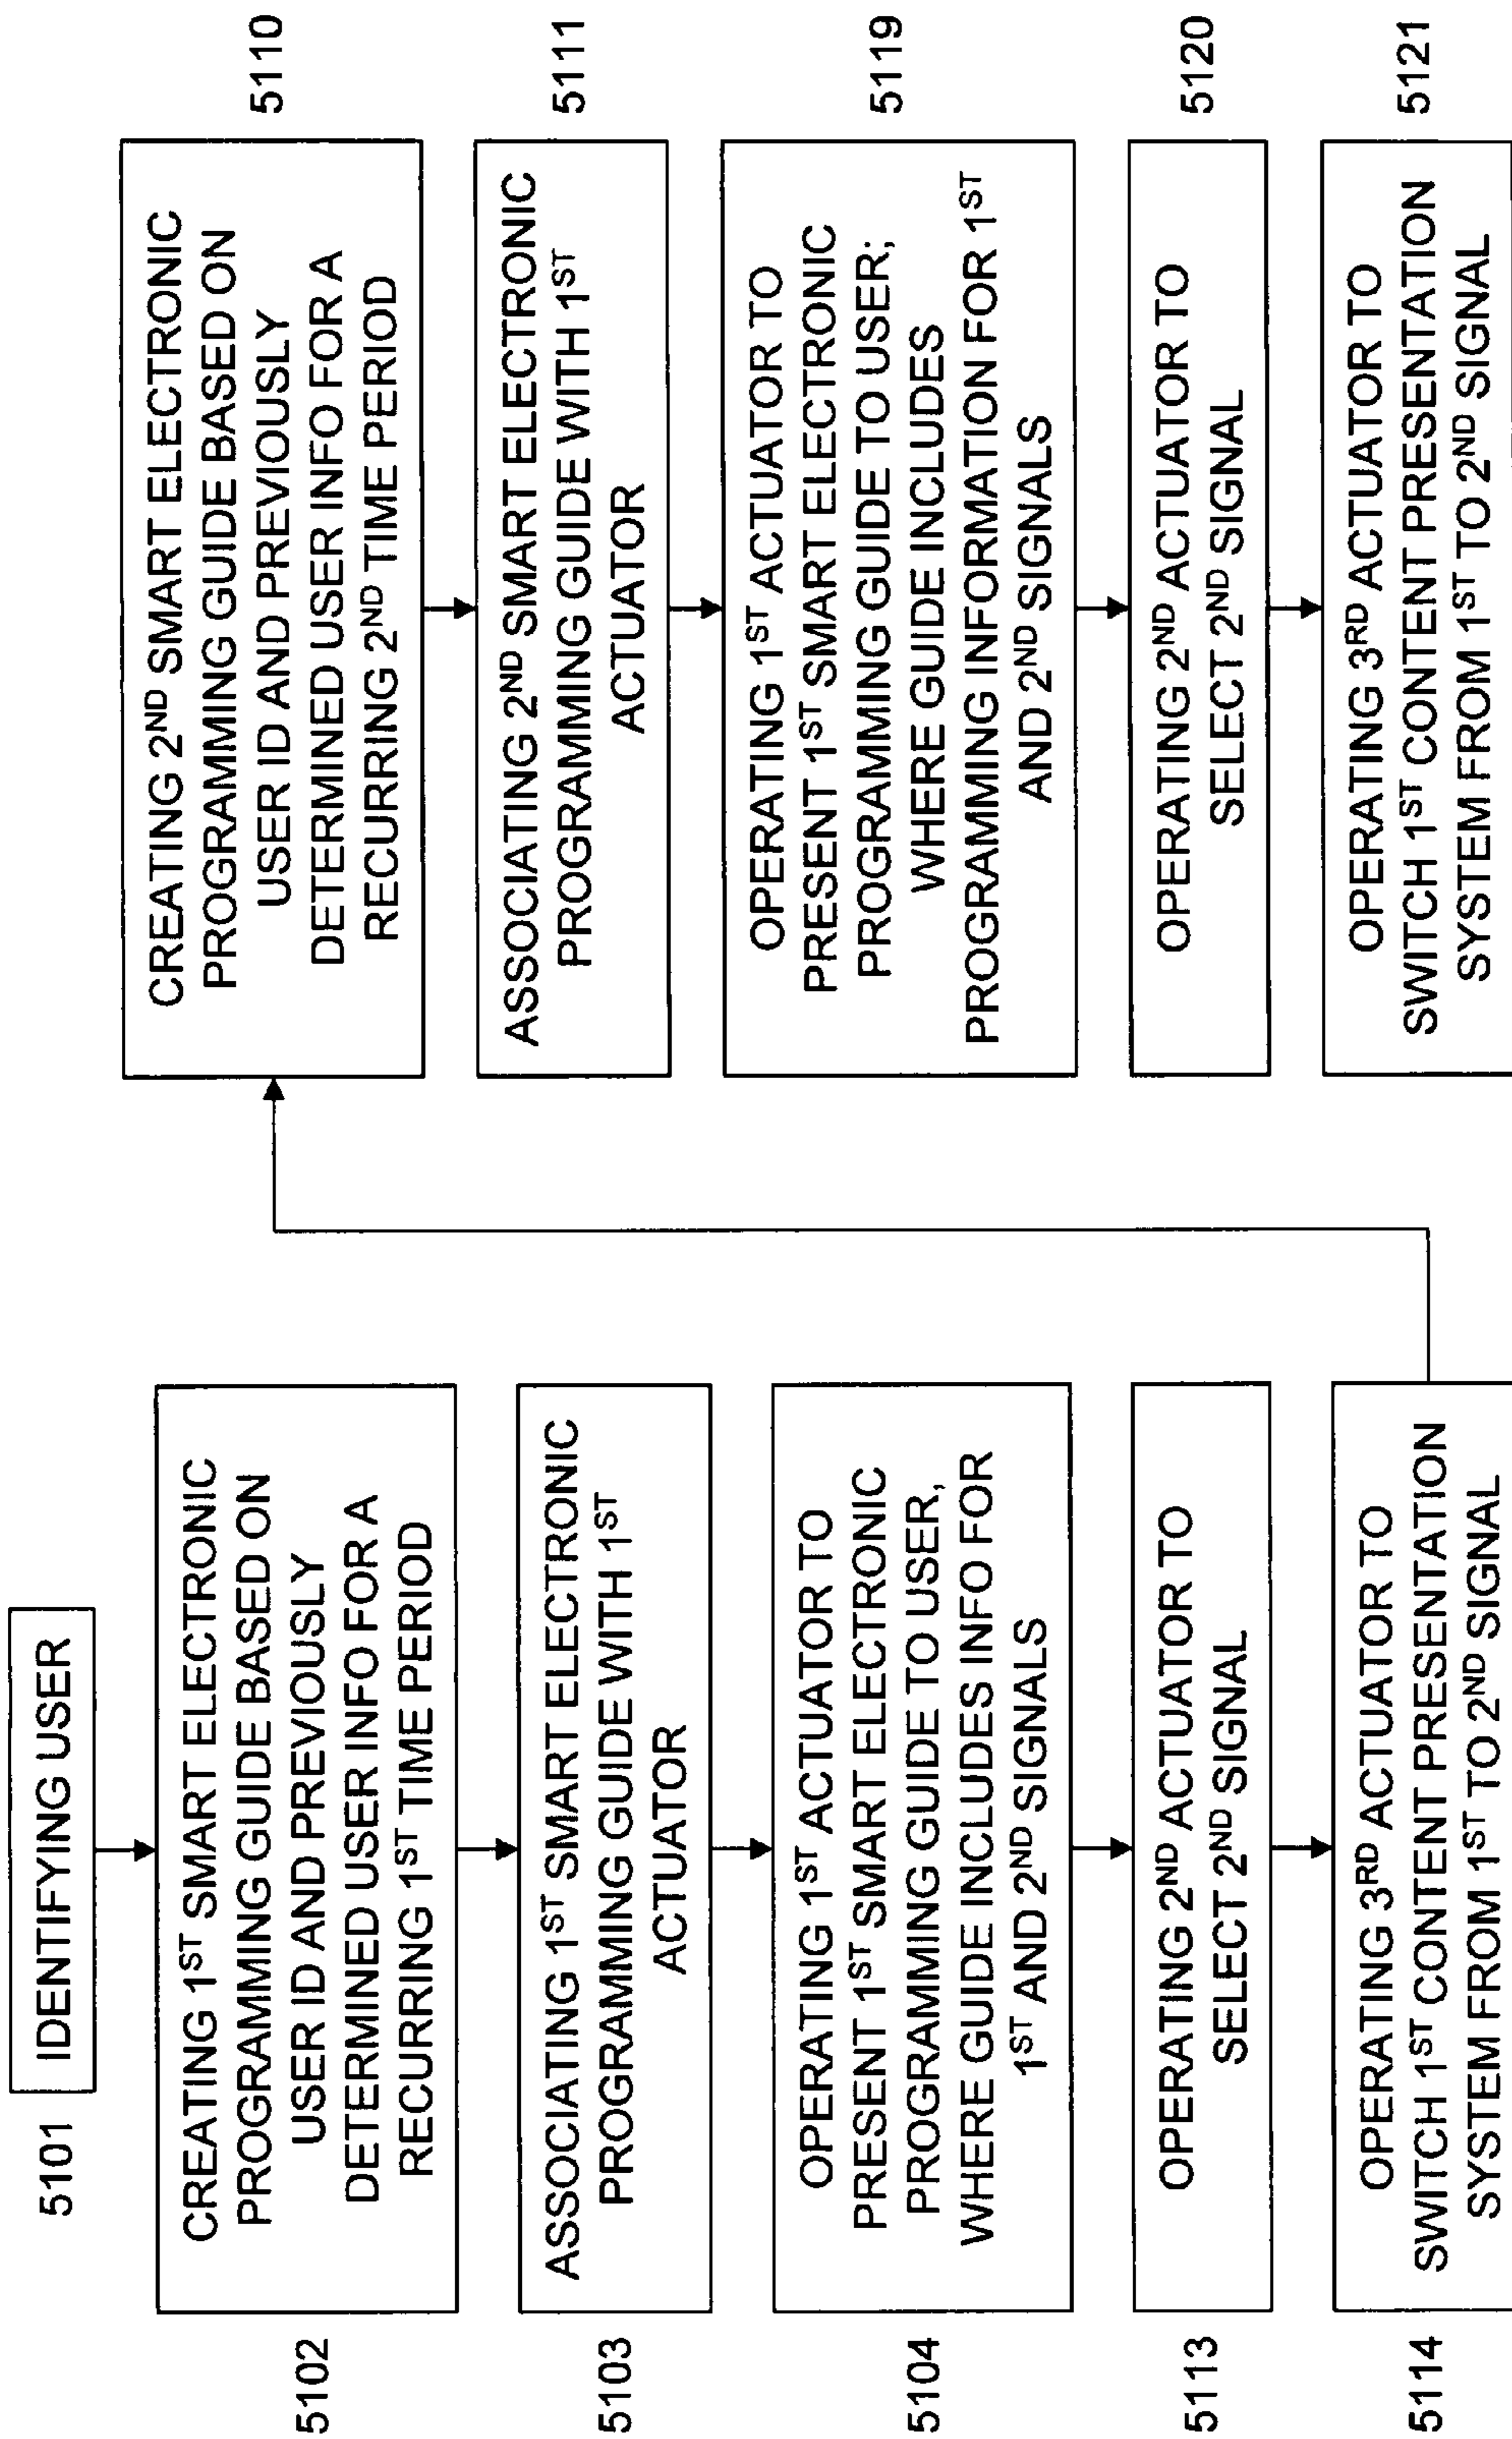 5101
IDENTIFYING USER
5102
CREATING 1ST SMART ELECTRONIC
PROGRAMMING GUIDE BASED ON
USER ID AND PREVIOUSLY
DETERMINED USER INFO FOR A
RECURRING 1ST TIME PERIOD
5103
ASSOCIATING 1ST SMART ELECTRONIC
PROGRAMMING GUIDE WITH 1ST
ACTUATOR
5104
OPERATING 1ST ACTUATOR TO
PRESENT 1ST SMART ELECTRONIC
PROGRAMMING GUIDE TO USER,
WHERE GUIDE INCLUDES INFO FOR
1ST AND 2ND SIGNALS
5113
OPERATING 2ND ACTUATOR TO
SELECT 2ND SIGNAL
5114
OPERATING 3RD ACTUATOR TO
SWITCH 1ST CONTENT PRESENTATION
SYSTEM FROM 1ST TO 2ND SIGNAL
CREATING 2ND SMART ELECTRONIC
PROGRAMMING GUIDE BASED ON
USER ID AND PREVIOUSLY
DETERMINED USER INFO FOR A
RECURRING 2ND TIME PERIOD
5110
ASSOCIATING 2ND SMART ELECTRONIC
PROGRAMMING GUIDE WITH 1ST
ACTUATOR
5111
OPERATING 1ST ACTUATOR TO
PRESENT 1ST SMART ELECTRONIC
PROGRAMMING GUIDE TO USER;
WHERE GUIDE INCLUDES
PROGRAMMING INFORMATION FOR 1ST
AND 2ND SIGNALS
5119
OPERATING 2ND ACTUATOR TO
SELECT 2ND SIGNAL
5120
OPERATING 3RD ACTUATOR TO
SWITCH 1ST CONTENT PRESENTATION
SYSTEM FROM 1ST TO 2ND SIGNAL
5121